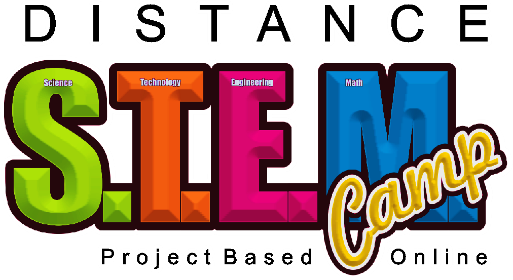 DISTANCE
Science Technology Engineering Math
S.T.E.M.
Camp
Project Based Online